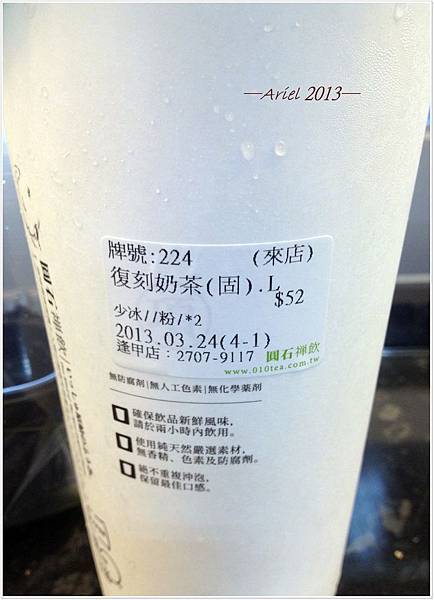 —Ariel 2013—
牌號:224 (來店)
復刻奶茶(固).L
$52
少冰//粉/*2
2013.03.24(4-1)
逢甲店:2707-9117 圓石禪飲
www.010tea.com.tw
無防腐劑|無人工色素|無化學藥劑
確保飲品新鮮風味,
請於兩小時內飲用。
使用純天然嚴選素材,
無香精、色素及防腐劑。
絕不重複沖泡,
保留最佳口感。
圓石禪飲